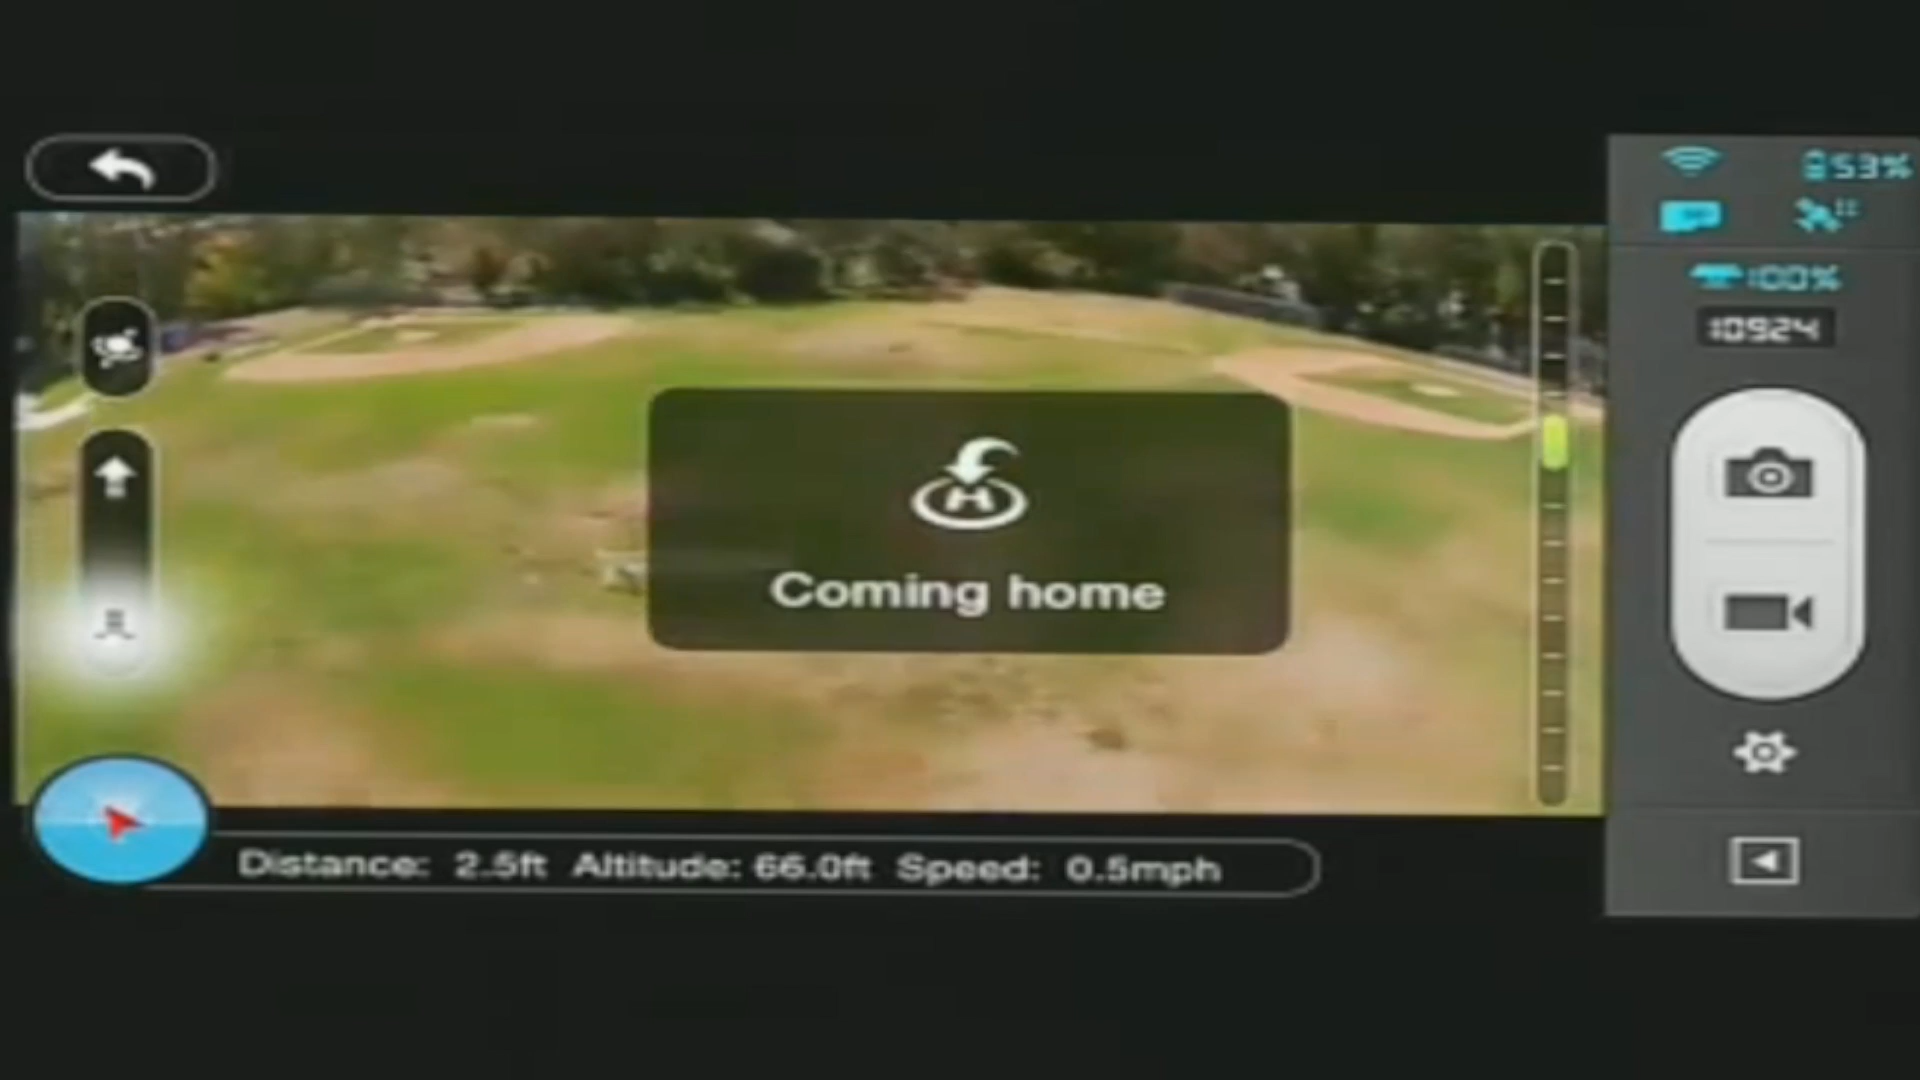 53%
100%
10924
H
Coming home
Distance: 2.5ft Altitude: 66.0ft Speed: 0.5mph